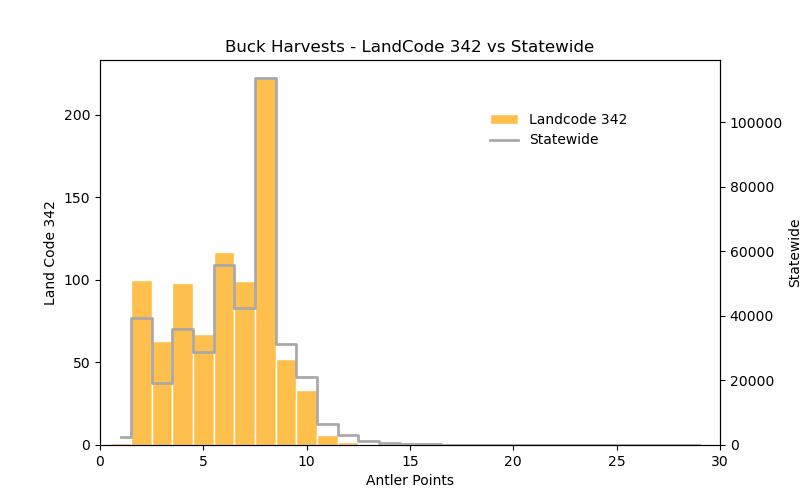 Buck Harvests - LandCode 342 vs Statewide
200
150
100
50
0
Land Code 342
Landcode 342
Statewide
100000
80000
60000
40000
20000
0
Statewide
0 5 10 15 20 25 30
Antler Points